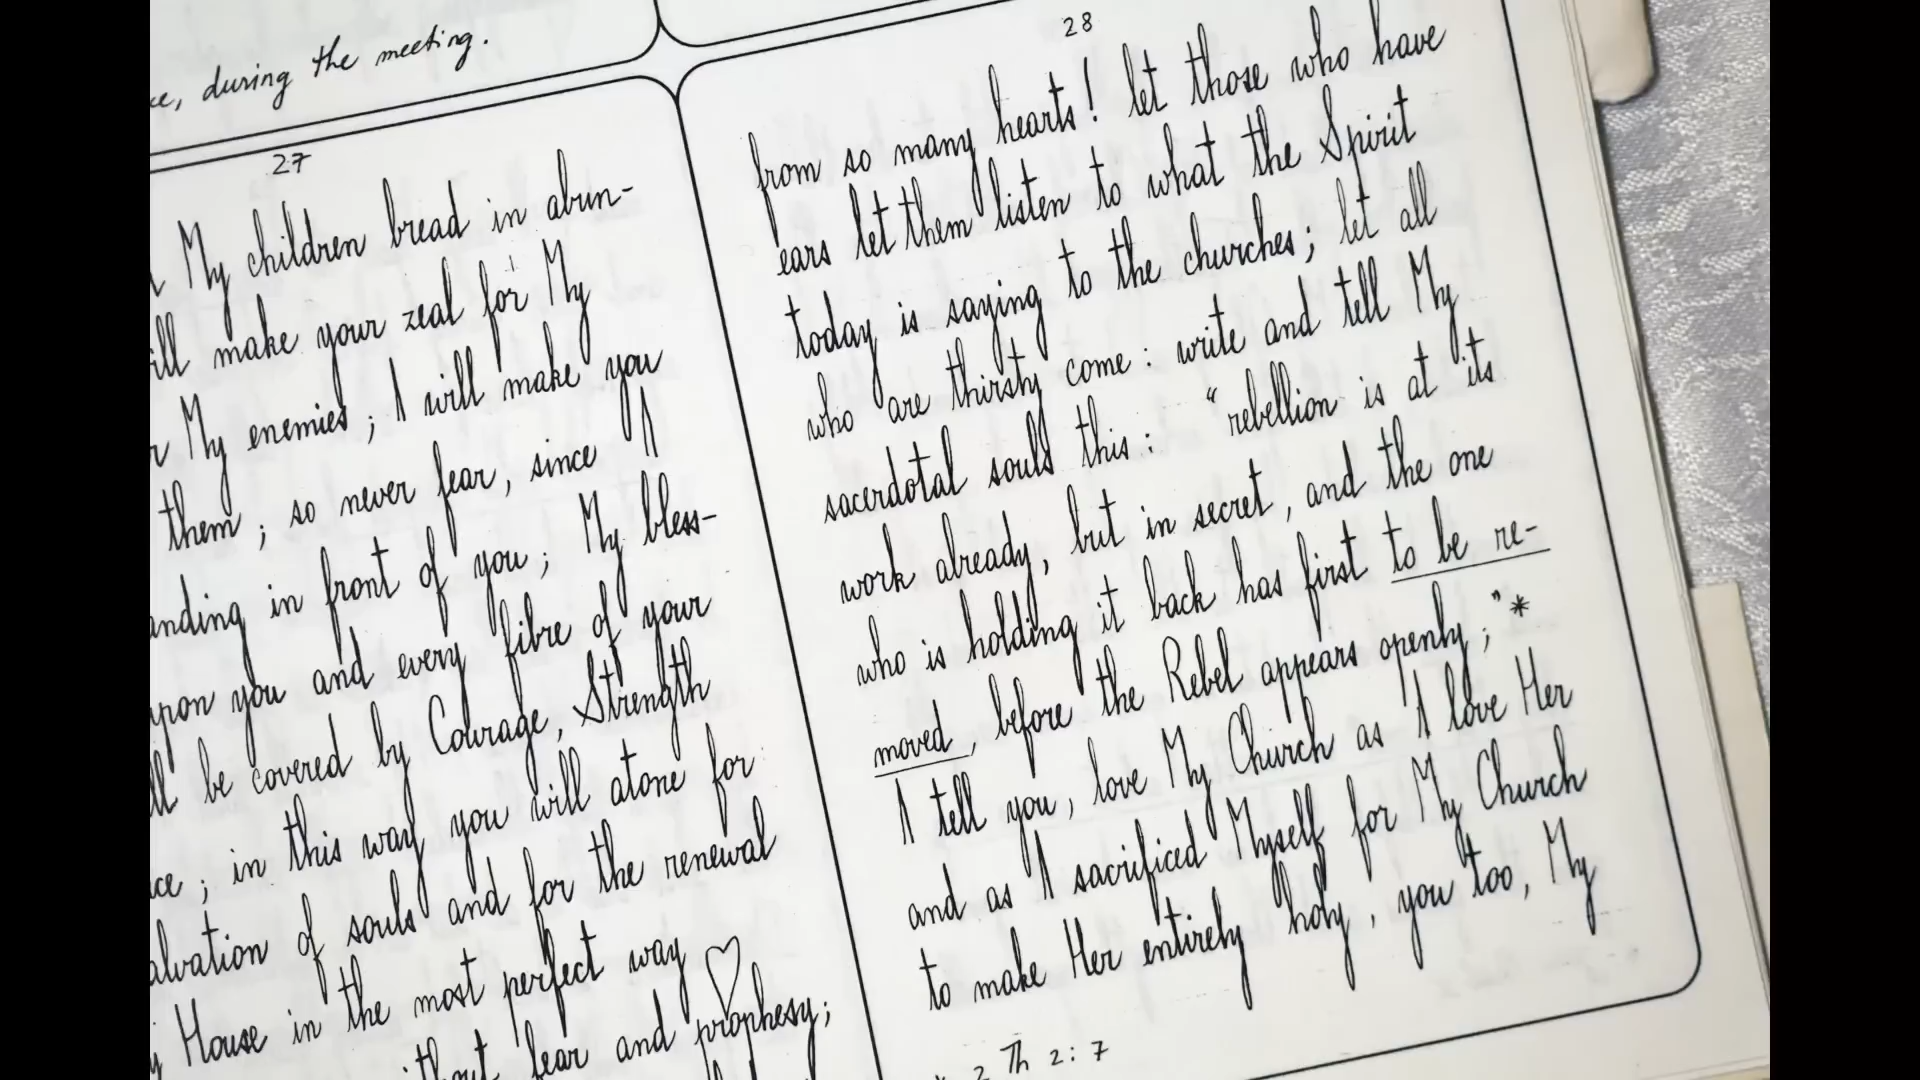 , during the meeting.
27
My children bread in abun-
make your zeal for My
My enemies; I will make you
them; so never fear, since I
in front of you; My bless-
you and every fibre of your
be covered by Courage, Strength
; in this way you will atone for
of souls and for the renewal
House in the most perfect way ♡
fear and prophesy;
28
from so many hearts! let those who have
ears let them listen to what the Spirit
today is saying to the churches; let all
who are thirsty come: write and tell My
sacerdotal souls this: "rebellion is at its
work already, but in secret, and the one
who is holding it back has first to be re-
moved, before the Rebel appears openly;"*
I tell you, love My Church as I love Her
and as I sacrificed Myself for My Church
to make Her entirely holy, you too, My
* 2 Th 2:7